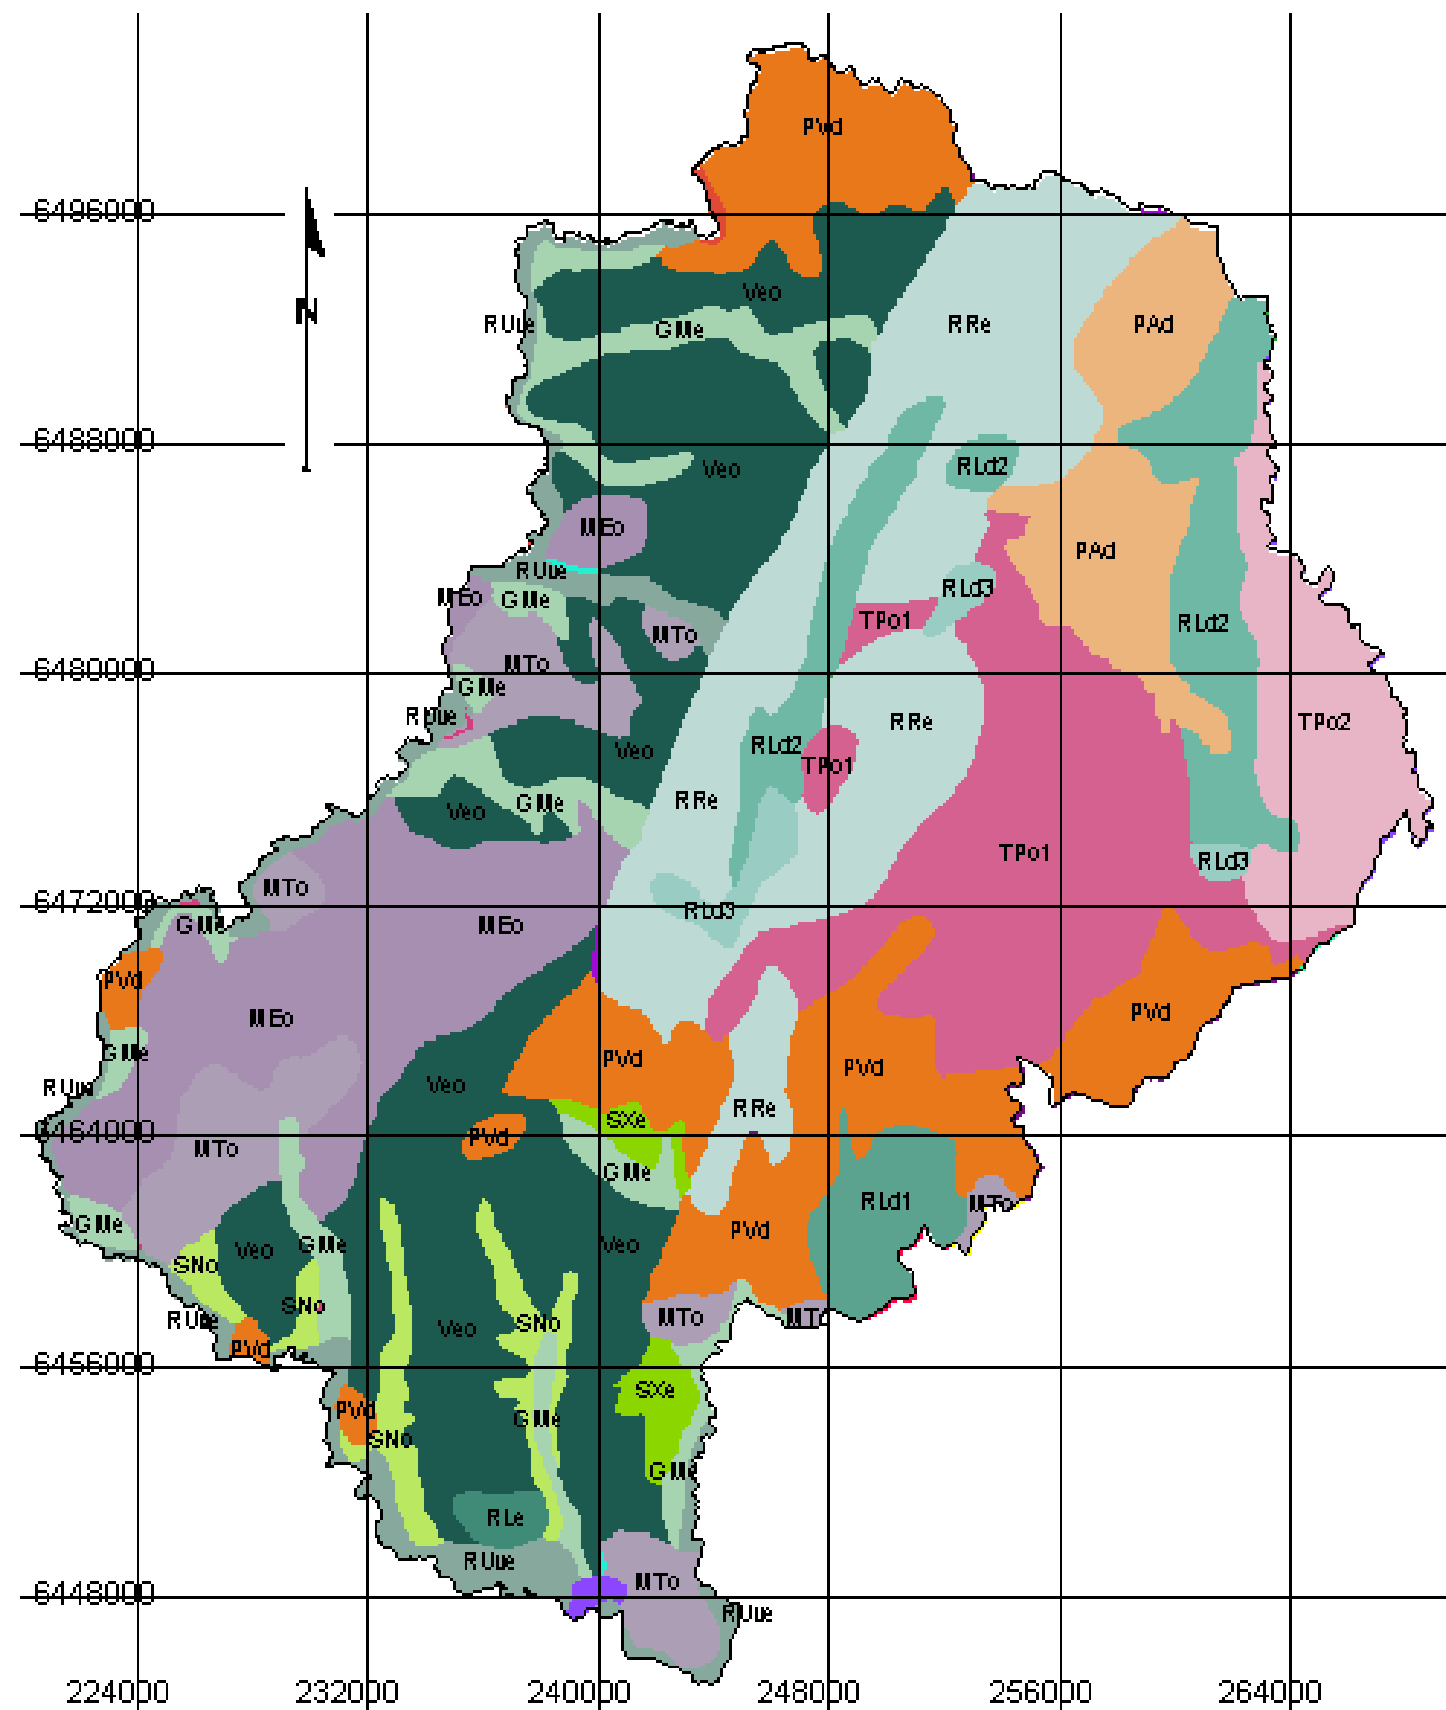 PVd
6496000
Veo
N
RUe
GMe
RRe
PAd
6488000
RLd2
Veo
MEo
PAd
RUe
RLd3
MEo
GMe
TPo1
RLd2
MTo
MTo
6480000
GMe
RUe
RRe
TPo2
RLd2
Veo
TPo1
RRe
GMe
Veo
TPo1
RLd3
MTo
6472000
RLd3
GMe
MEo
PVd
PVd
MEo
GMe
PVd
PVd
Veo
RUe
RRe
SXe
6464000
PVd
MTo
GMe
RLd1
MTo
GMe
PVd
GMe
Veo
Veo
SNo
SNo
MTo
MTo
RUe
SNo
Veo
PVd
6456000
SXe
PVd
GMe
SNo
GMe
RLe
RUe
MTo
6448000
RUe
224000 232000 240000 248000 256000 264000